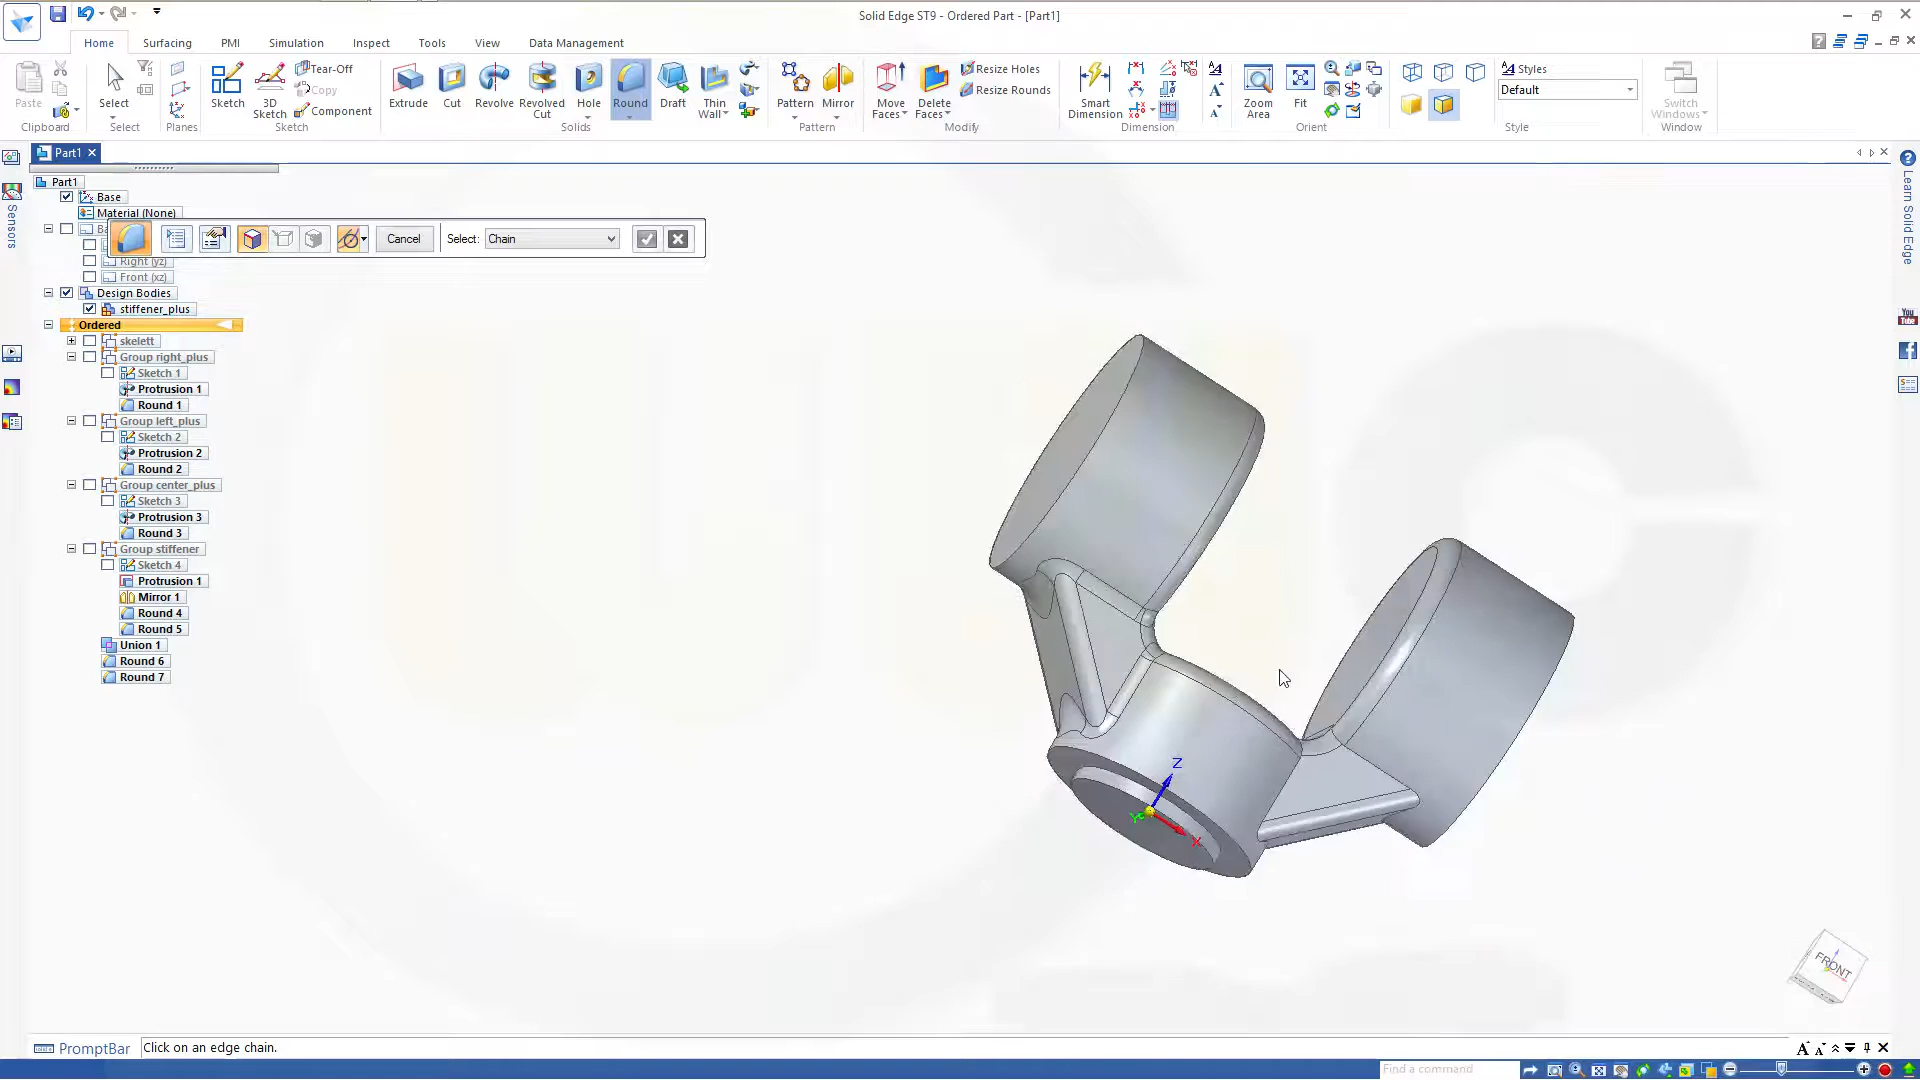 Solid Edge ST9 - Ordered Part - [Part1]
Home
Surfacing
PMI
Simulation
Inspect
Tools
View
Data Management
Paste
Clipboard
Select
Select
Planes
Sketch
3D Sketch
Tear-Off
Copy
Component
Sketch
Extrude
Cut
Revolve
Revolved Cut
Hole
Round
Draft
Thin Wall
Solids
Pattern
Mirror
Pattern
Move Faces
Delete Faces
Resize Holes
Resize Rounds
Modify
Smart Dimension
Dimension
Zoom Area
Fit
Orient
Styles
Default
Style
Switch Windows
Window
Part1
Sensors
Learn Solid Edge
Part1
Base
Material (None)
Cancel
Select:
Chain
Right (yz)
Front (xz)
Design Bodies
stiffener_plus
Ordered
skelett
Group right_plus
Sketch 1
Protrusion 1
Round 1
Group left_plus
Sketch 2
Protrusion 2
Round 2
Group center_plus
Sketch 3
Protrusion 3
Round 3
Group stiffener
Sketch 4
Protrusion 1
Mirror 1
Round 4
Round 5
Union 1
Round 6
Round 7
Z
Y
X
FRONT
You Tube
PromptBar
Click on an edge chain.
Find a command